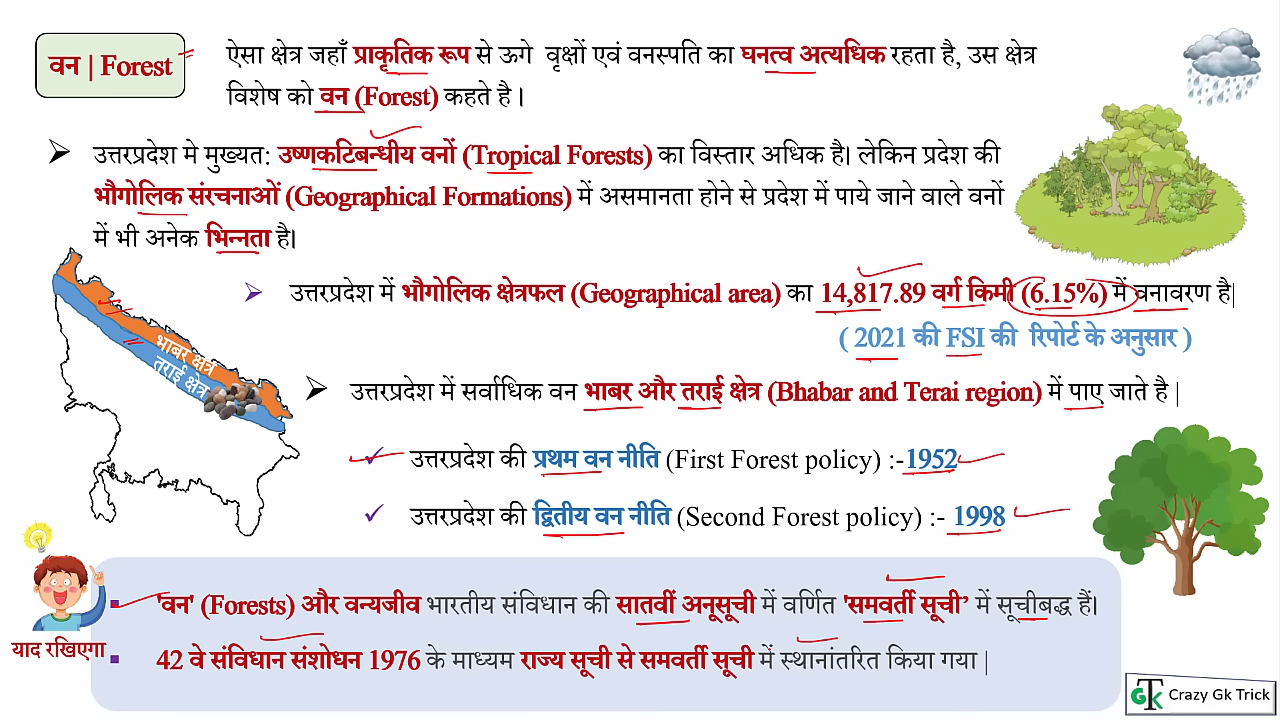 वन | Forest
ऐसा क्षेत्र जहाँ प्राकृतिक रूप से ऊगे वृक्षों एवं वनस्पति का घनत्व अत्यधिक रहता है, उस क्षेत्र
विशेष को वन (Forest) कहते है ।
उत्तरप्रदेश मे मुख्यत: उष्णकटिबन्धीय वनों (Tropical Forests) का विस्तार अधिक है। लेकिन प्रदेश की
भौगोलिक संरचनाओं (Geographical Formations) में असमानता होने से प्रदेश में पाये जाने वाले वनों
में भी अनेक भिन्नता है।
उत्तरप्रदेश में भौगोलिक क्षेत्रफल (Geographical area) का 14,817.89 वर्ग किमी (6.15%) में वनावरण है|
( 2021 की FSI की रिपोर्ट के अनुसार )
भाबर क्षेत्र
तराई क्षेत्र
उत्तरप्रदेश में सर्वाधिक वन भाबर और तराई क्षेत्र (Bhabar and Terai region) में पाए जाते है |
उत्तरप्रदेश की प्रथम वन नीति (First Forest policy) :-1952
उत्तरप्रदेश की द्वितीय वन नीति (Second Forest policy) :- 1998
'वन' (Forests) और वन्यजीव भारतीय संविधान की सातवीं अनुसूची में वर्णित 'समवर्ती सूची’ में सूचीबद्ध हैं।
याद रखिएगा
42 वे संविधान संशोधन 1976 के माध्यम राज्य सूची से समवर्ती सूची में स्थानांतरित किया गया |
GTK Crazy Gk Trick